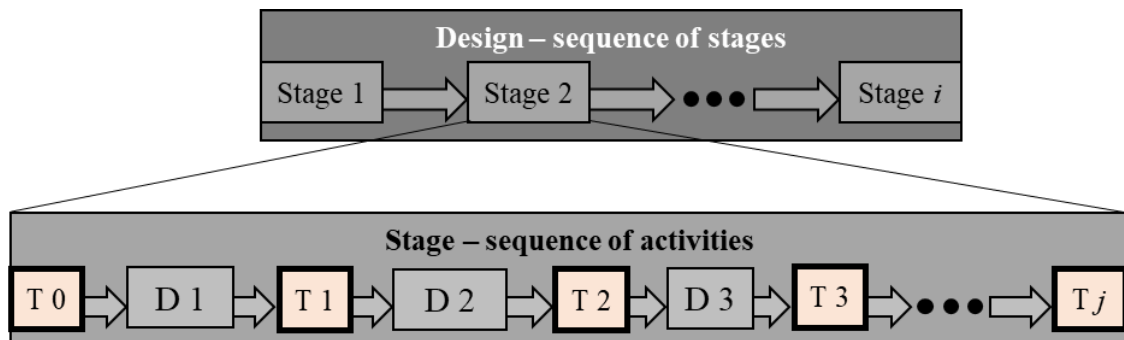 Design – sequence of stages
Stage 1 Stage 2 ●●● Stage i
Stage – sequence of activities
T 0 D 1 T 1 D 2 T 2 D 3 T 3 ●●● T j